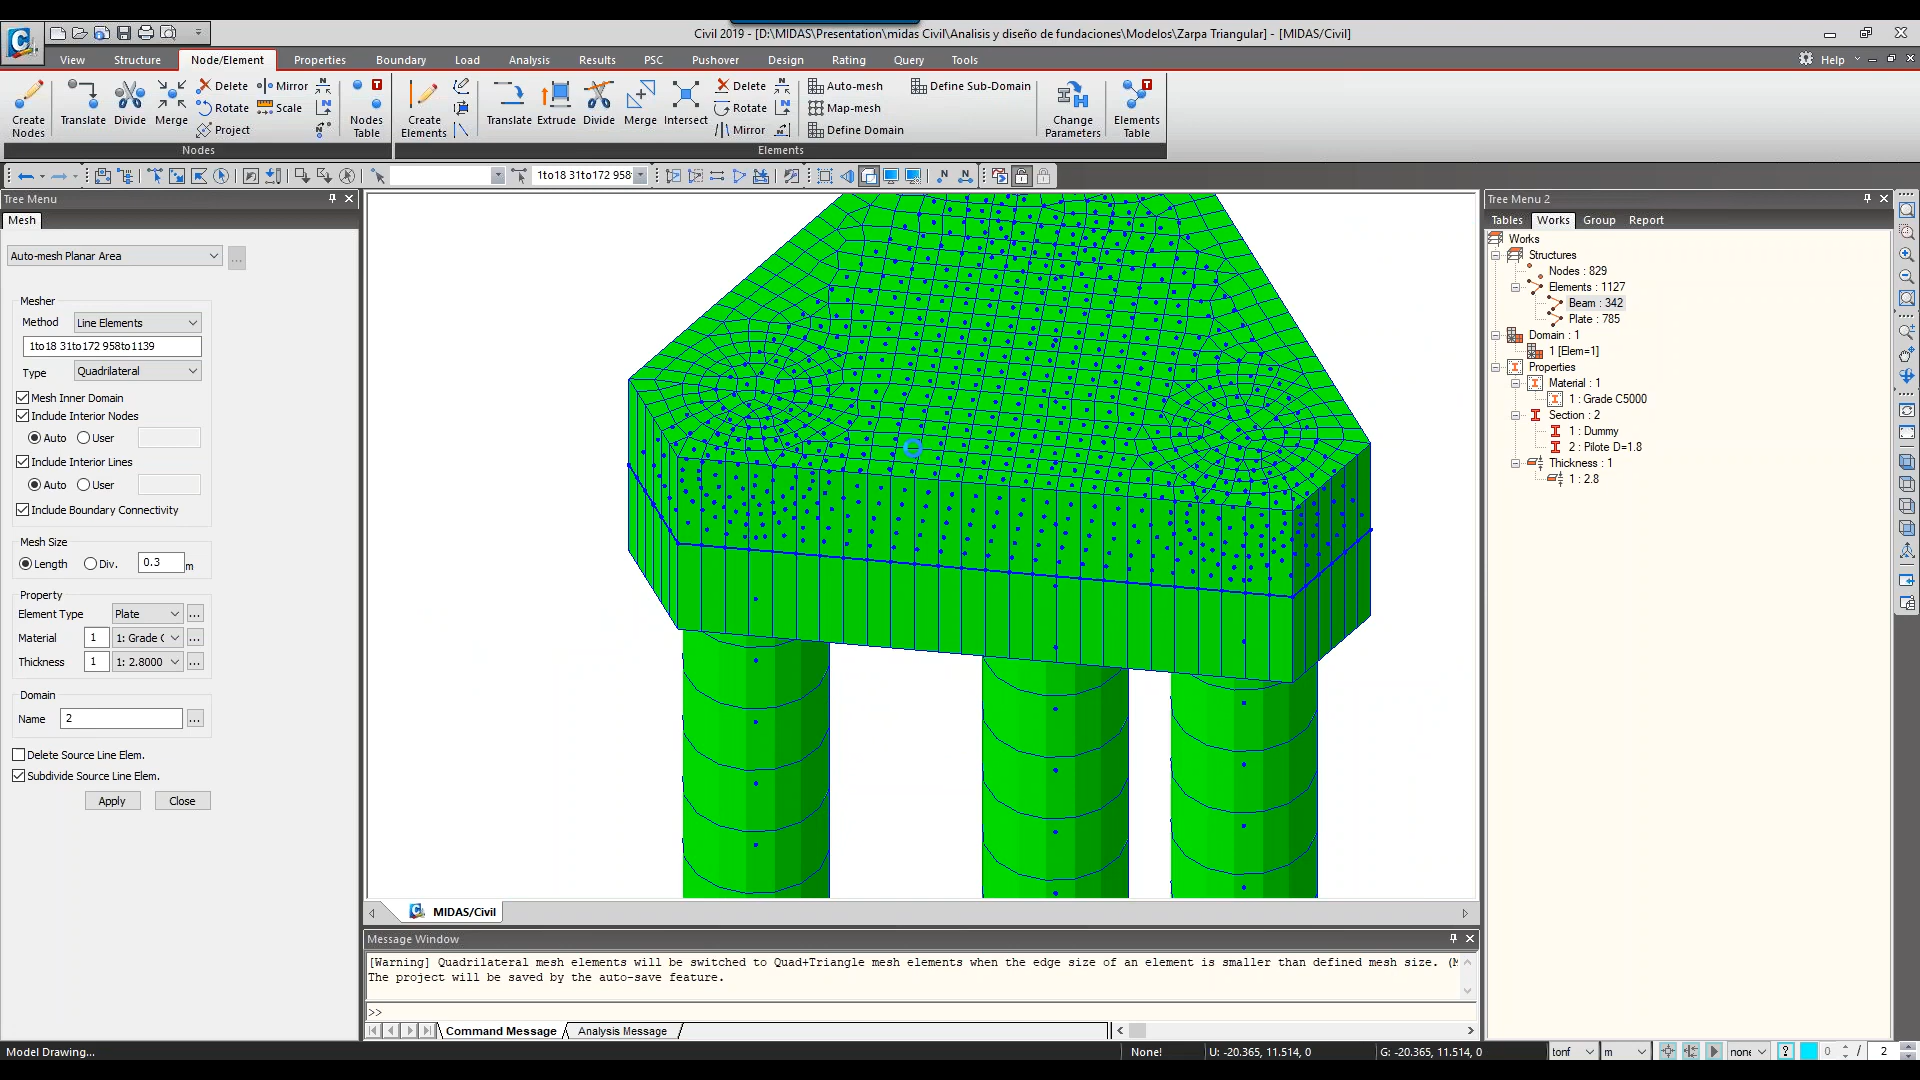 Civil 2019 - [D:\MIDAS\Presentation\midas Civil\Analisis y diseño de fundaciones\Modelos\Zarpa Triangular] - [MIDAS/Civil]
View Structure Node/Element Properties Boundary Load Analysis Results PSC Pushover Design Rating Query Tools Help
Create Nodes Translate Divide Merge Delete Rotate Project Mirror Scale Nodes Table
Nodes
Create Elements Translate Extrude Divide Merge Intersect Delete Rotate Mirror Auto-mesh Map-mesh Define Domain Define Sub-Domain Change Parameters Elements Table
Elements
1to18 31to172 958
Tree Menu
Mesh
Auto-mesh Planar Area
Mesher
Method Line Elements
1to18 31to172 958to1139
Type Quadrilateral
Mesh Inner Domain
Include Interior Nodes
Auto User
Include Interior Lines
Auto User
Include Boundary Connectivity
Mesh Size
Length Div. 0.3 m
Property
Element Type Plate
Material 1 1: Grade C
Thickness 1 1: 2.8000
Domain
Name 2
Delete Source Line Elem.
Subdivide Source Line Elem.
Apply Close
MIDAS/Civil
Message Window
[Warning] Quadrilateral mesh elements will be switched to Quad+Triangle mesh elements when the edge size of an element is smaller than defined mesh size. (M
The project will be saved by the auto-save feature.
>>
Command Message Analysis Message
Tree Menu 2
Tables Works Group Report
Works
Structures
Nodes : 829
Elements : 1127
Beam : 342
Plate : 785
Domain : 1
1 [Elem=1]
Properties
Material : 1
1 : Grade C5000
Section : 2
1 : Dummy
2 : Pilote D=1.8
Thickness : 1
1 : 2.8
Model Drawing... None! U: -20.365, 11.514, 0 G: -20.365, 11.514, 0 tonf m none ? 0 / 2